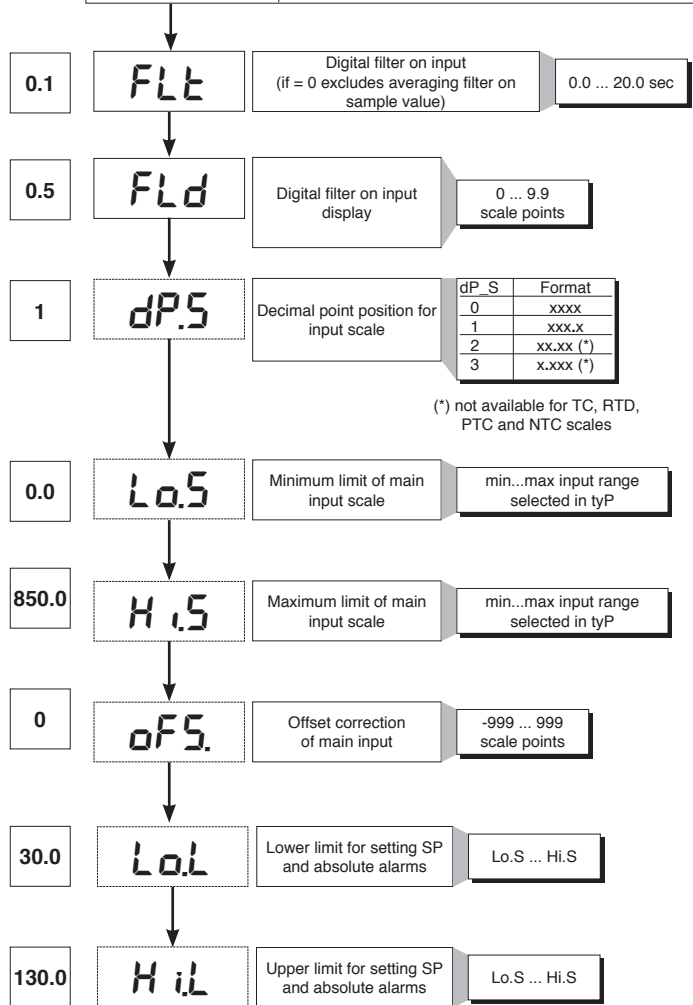 0.1
FLt
Digital filter on input
(if = 0 excludes averaging filter on
sample value)
0.0 ... 20.0 sec
0.5
FLd
Digital filter on input
display
0 ... 9.9
scale points
1
dP.S
Decimal point position for
input scale
dP_S Format
0 xxxx
1 xxx.x
2 xx.xx (*)
3 x.xxx (*)
(*) not available for TC, RTD,
PTC and NTC scales
0.0
Lo.S
Minimum limit of main
input scale
min...max input range
selected in tyP
850.0
Hi.S
Maximum limit of main
input scale
min...max input range
selected in tyP
0
oFS.
Offset correction
of main input
-999 ... 999
scale points
30.0
Lo.L
Lower limit for setting SP
and absolute alarms
Lo.S ... Hi.S
130.0
Hi.L
Upper limit for setting SP
and absolute alarms
Lo.S ... Hi.S